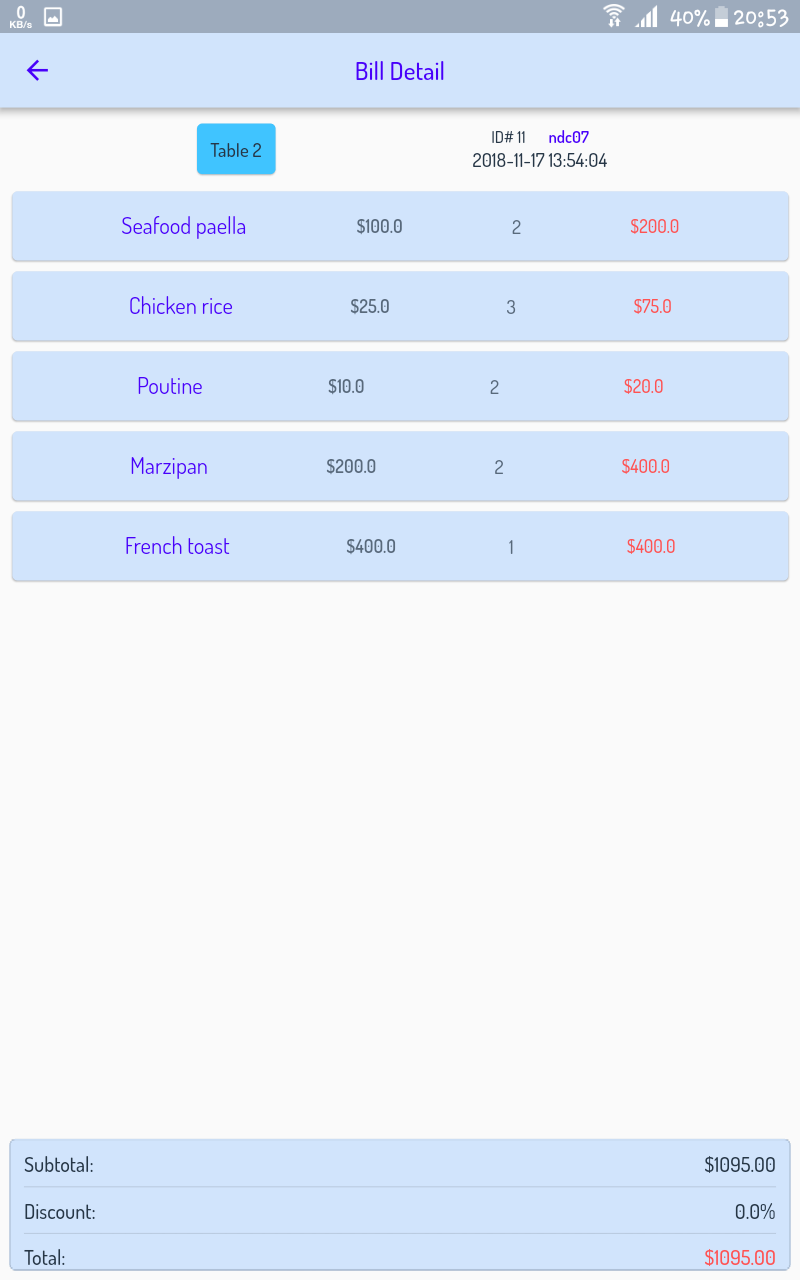 0
KB/s
40% 20:53
Bill Detail
Table 2
ID# 11 ndc07
2018-11-17 13:54:04
Seafood paella $100.0 2 $200.0
Chicken rice $25.0 3 $75.0
Poutine $10.0 2 $20.0
Marzipan $200.0 2 $400.0
French toast $400.0 1 $400.0
Subtotal: $1095.00
Discount: 0.0%
Total: $1095.00